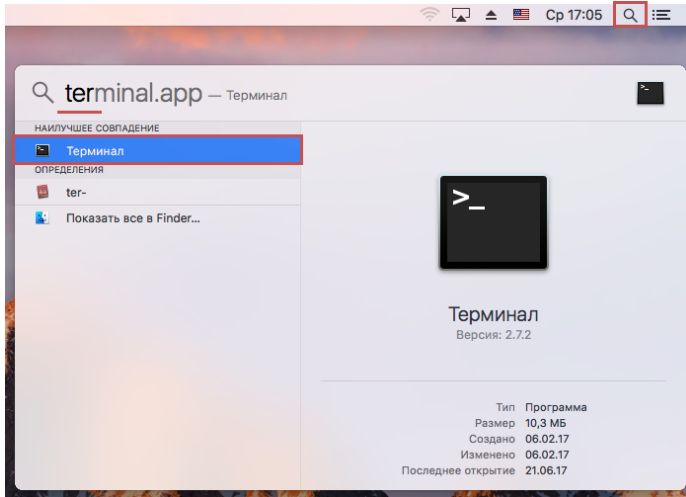 Ср 17:05
terminal.app — Терминал
НАИЛУЧШЕЕ СОВПАДЕНИЕ
Терминал
ОПРЕДЕЛЕНИЯ
ter-
Показать все в Finder...
>_
Терминал
Версия: 2.7.2
Тип Программа
Размер 10,3 МБ
Создано 06.02.17
Изменено 06.02.17
Последнее открытие 21.06.17